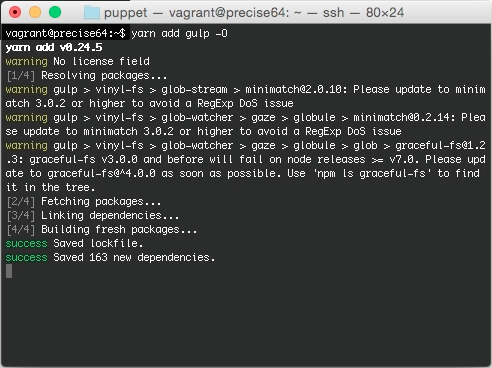 puppet — vagrant@precise64: ~ — ssh — 80×24
vagrant@precise64:~$ yarn add gulp -O
yarn add v0.24.5
warning No license field
[1/4] Resolving packages...
warning gulp > vinyl-fs > glob-stream > minimatch@2.0.10: Please update to minim
atch 3.0.2 or higher to avoid a RegExp DoS issue
warning gulp > vinyl-fs > glob-watcher > gaze > globule > minimatch@0.2.14: Plea
se update to minimatch 3.0.2 or higher to avoid a RegExp DoS issue
warning gulp > vinyl-fs > glob-watcher > gaze > globule > glob > graceful-fs@1.2
.3: graceful-fs v3.0.0 and before will fail on node releases >= v7.0. Please upd
ate to graceful-fs@^4.0.0 as soon as possible. Use 'npm ls graceful-fs' to find
it in the tree.
[2/4] Fetching packages...
[3/4] Linking dependencies...
[4/4] Building fresh packages...
success Saved lockfile.
success Saved 163 new dependencies.